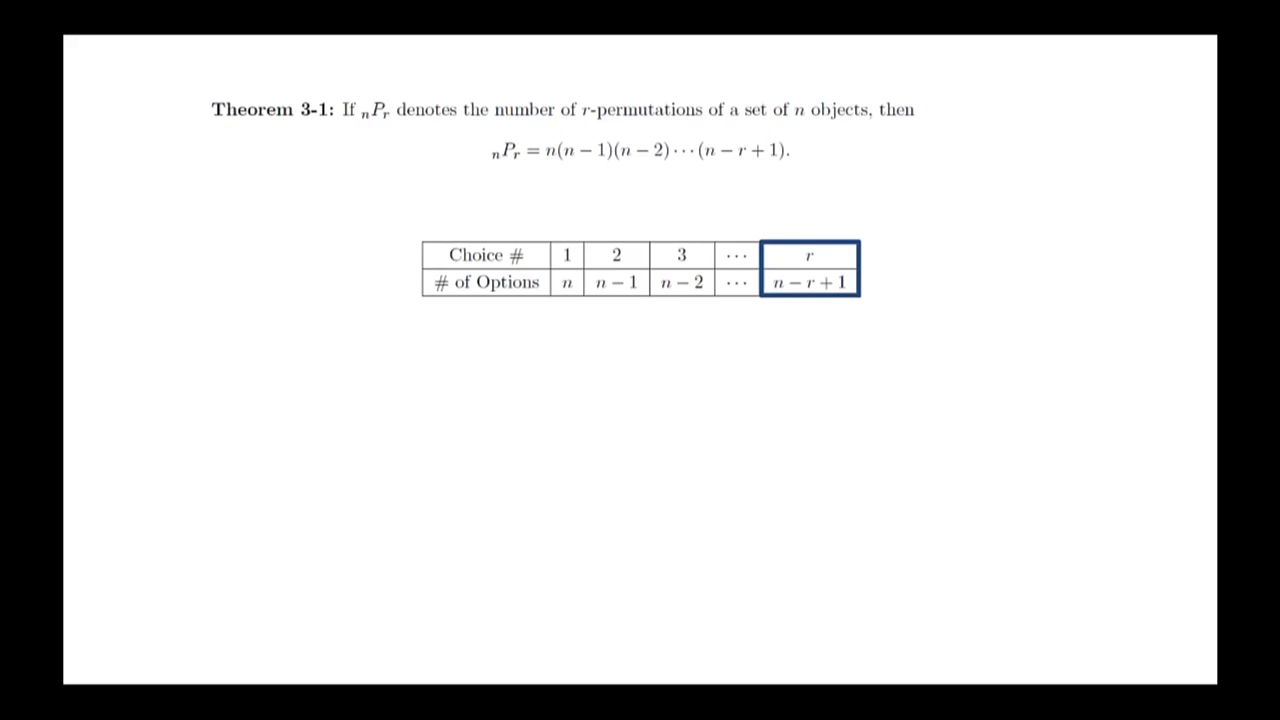 Theorem 3-1: If ₙPᵣ denotes the number of r-permutations of a set of n objects, then
ₙPᵣ = n(n − 1)(n − 2) ⋯ (n − r + 1).
Choice # 1 2 3 ⋯ r
# of Options n n − 1 n − 2 ⋯ n − r + 1